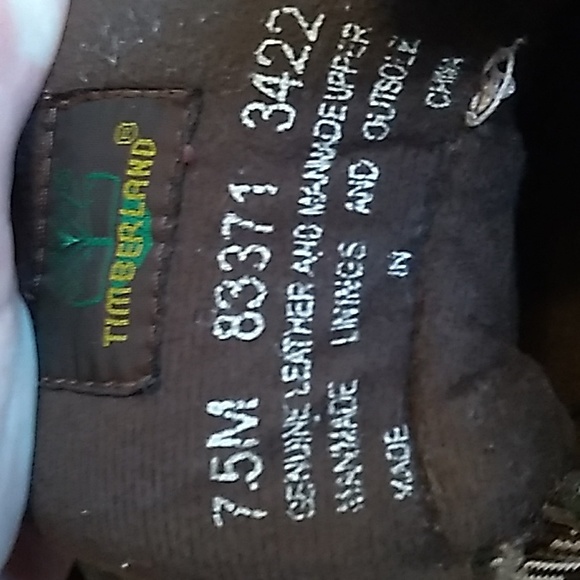 TIMBERLAND®
7.5M 83371 3422
GENUINE LEATHER AND MANMADE UPPER
MANMADE LININGS AND OUTSOLE
MADE IN CHINA